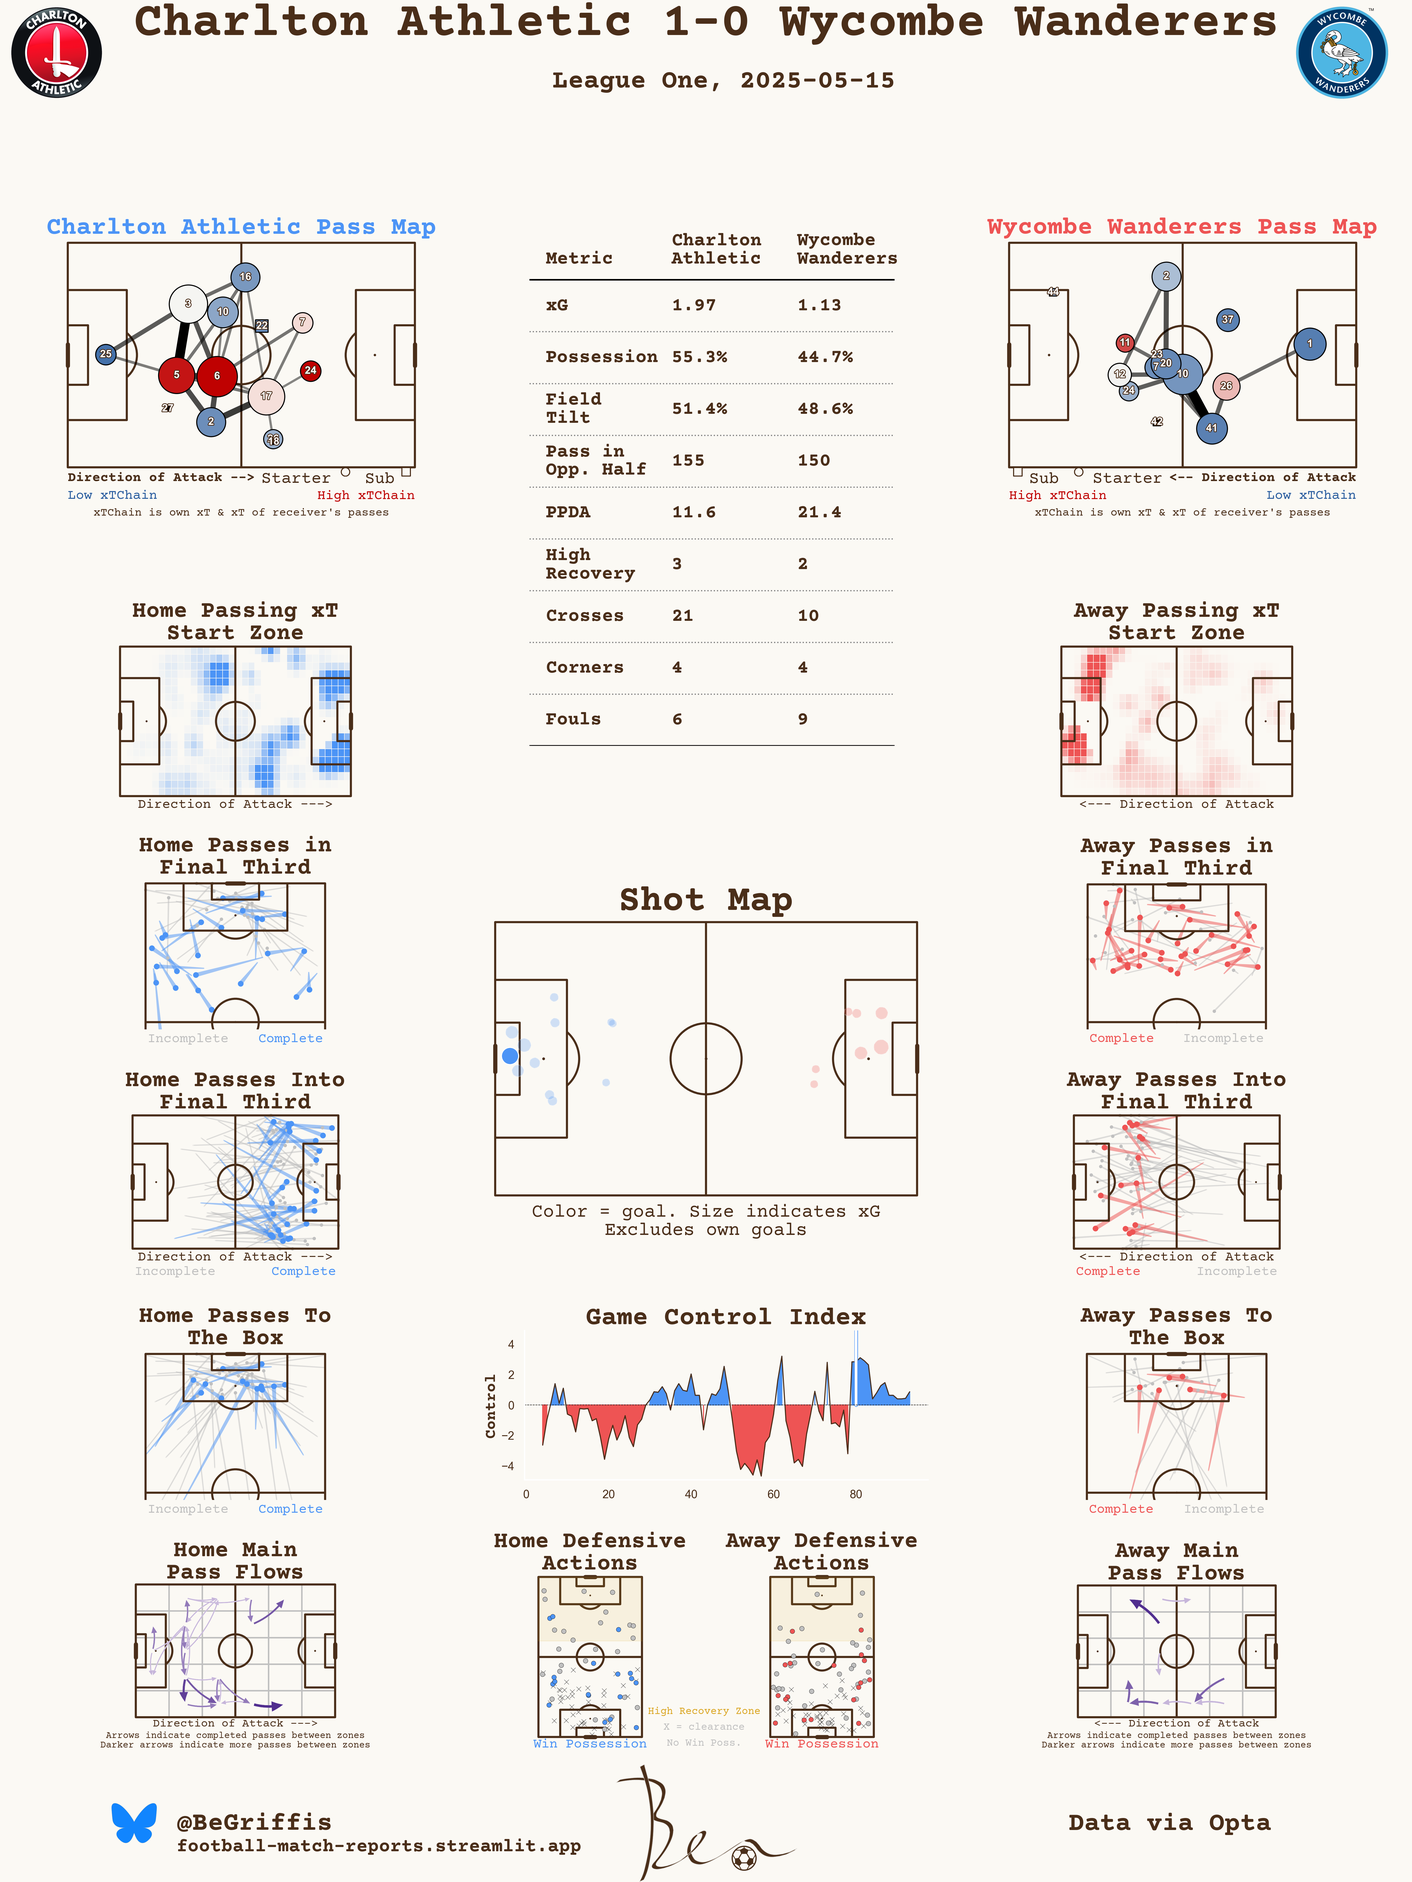 Charlton Athletic 1-0 Wycombe Wanderers
League One, 2025-05-15
CHARLTON
ATHLETIC
WYCOMBE
WANDERERS
TM
Charlton Athletic Pass Map
16
3
10
22
7
25
5
6
24
17
27
2
18
Direction of Attack --> Starter Sub
Low xTChain High xTChain
xTChain is own xT & xT of receiver's passes
Metric Charlton Athletic Wycombe Wanderers
xG 1.97 1.13
Possession 55.3% 44.7%
Field Tilt 51.4% 48.6%
Pass in Opp. Half 155 150
PPDA 11.6 21.4
High Recovery 3 2
Crosses 21 10
Corners 4 4
Fouls 6 9
Wycombe Wanderers Pass Map
2
44
37
11
23
1
20
7
12
10
24
26
42
41
Sub Starter <-- Direction of Attack
High xTChain Low xTChain
xTChain is own xT & xT of receiver's passes
Home Passing xT
Start Zone
Direction of Attack --->
Away Passing xT
Start Zone
<--- Direction of Attack
Home Passes in
Final Third
Incomplete Complete
Away Passes in
Final Third
Complete Incomplete
Shot Map
Color = goal. Size indicates xG
Excludes own goals
Home Passes Into
Final Third
Direction of Attack --->
Incomplete Complete
Away Passes Into
Final Third
<--- Direction of Attack
Complete Incomplete
Home Passes To
The Box
Incomplete Complete
Game Control Index
Control
4
2
0
−2
−4
0 20 40 60 80
Away Passes To
The Box
Complete Incomplete
Home Main
Pass Flows
Direction of Attack --->
Arrows indicate completed passes between zones
Darker arrows indicate more passes between zones
Home Defensive
Actions
Win Possession
High Recovery Zone
X = clearance
No Win Poss.
Away Defensive
Actions
Win Possession
Away Main
Pass Flows
<--- Direction of Attack
Arrows indicate completed passes between zones
Darker arrows indicate more passes between zones
@BeGriffis
football-match-reports.streamlit.app
Ben
Data via Opta